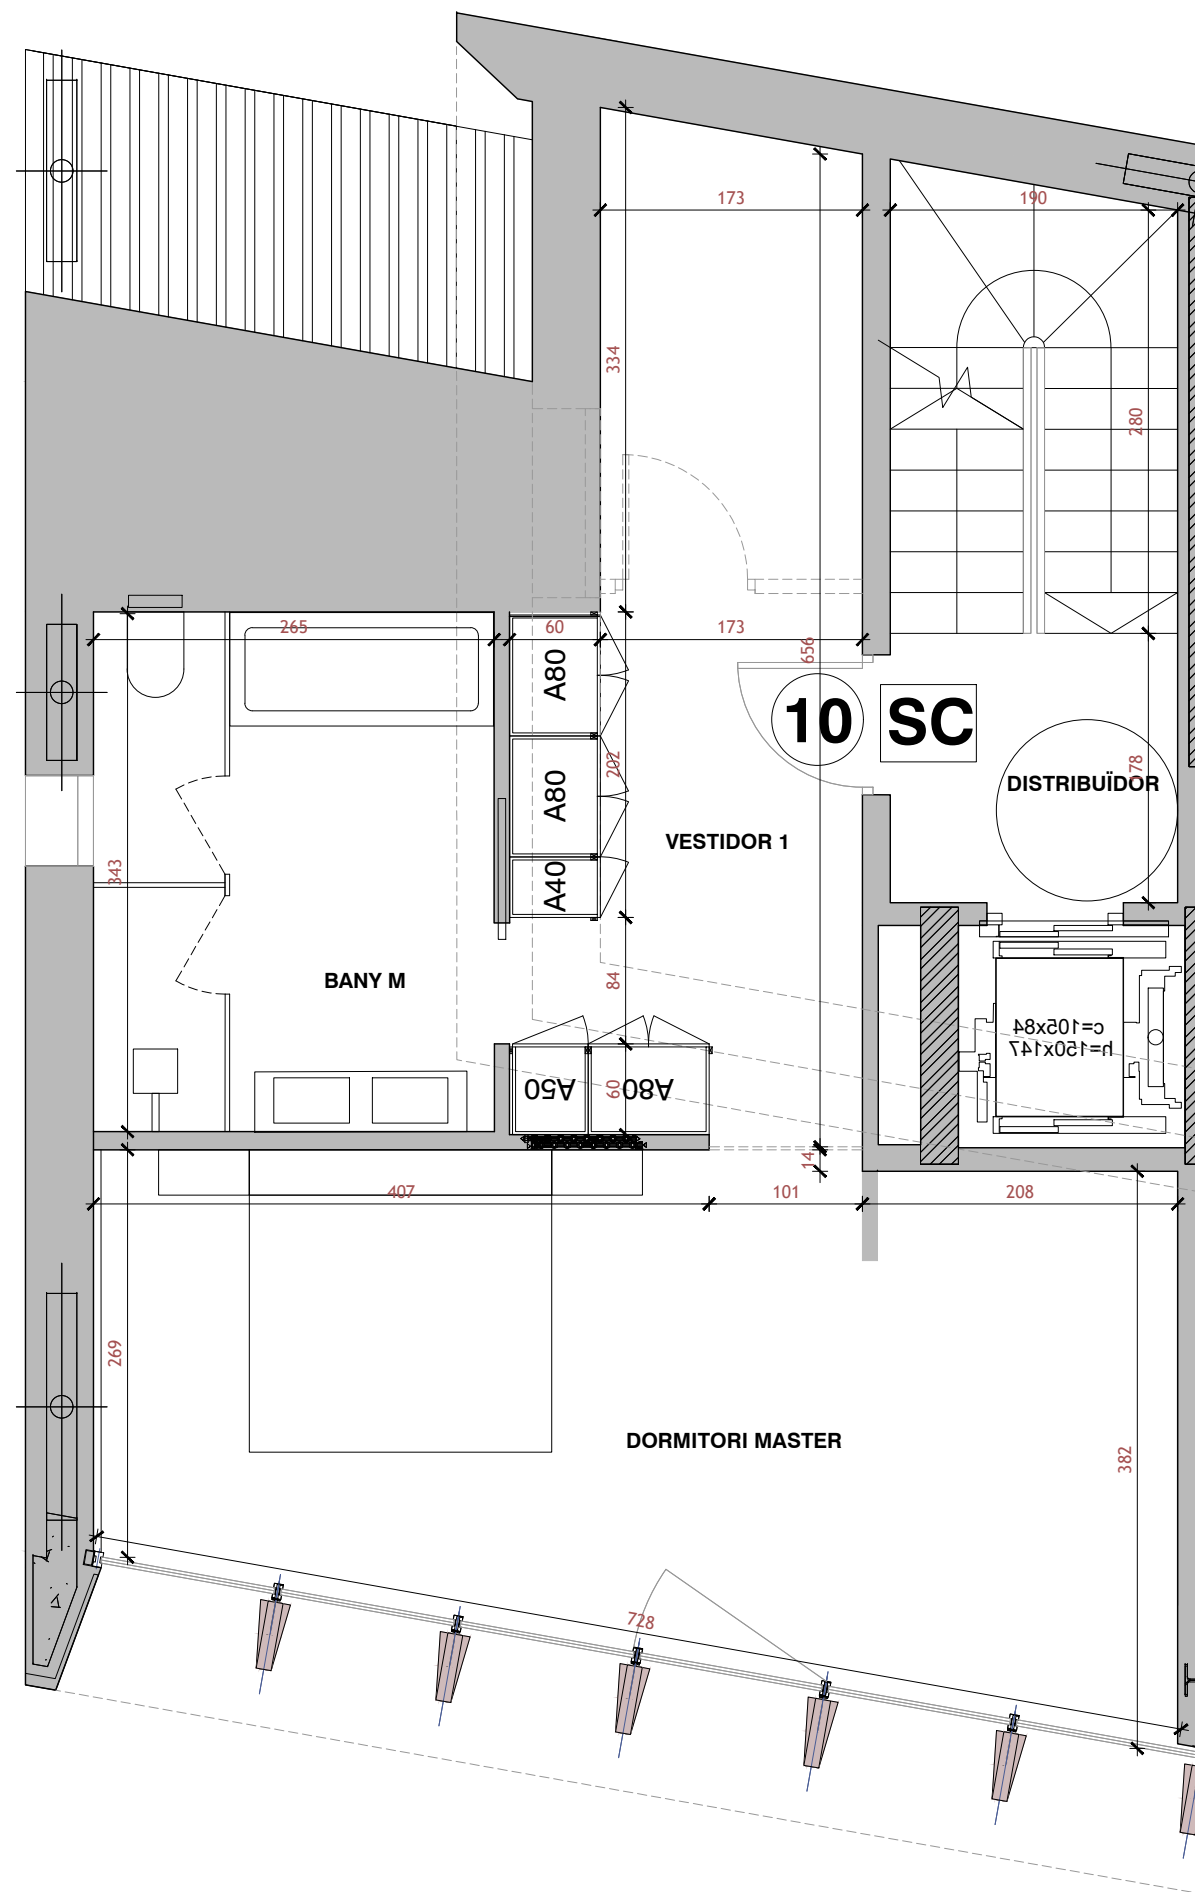 173
190
334
280
265
60
173
656
A80
10
SC
A80
202
178
DISTRIBUÏDOR
VESTIDOR 1
343
A40
BANY M
84
c=105x84
h=150x147
A50
60
A80
14
407
101
208
269
DORMITORI MASTER
382
728